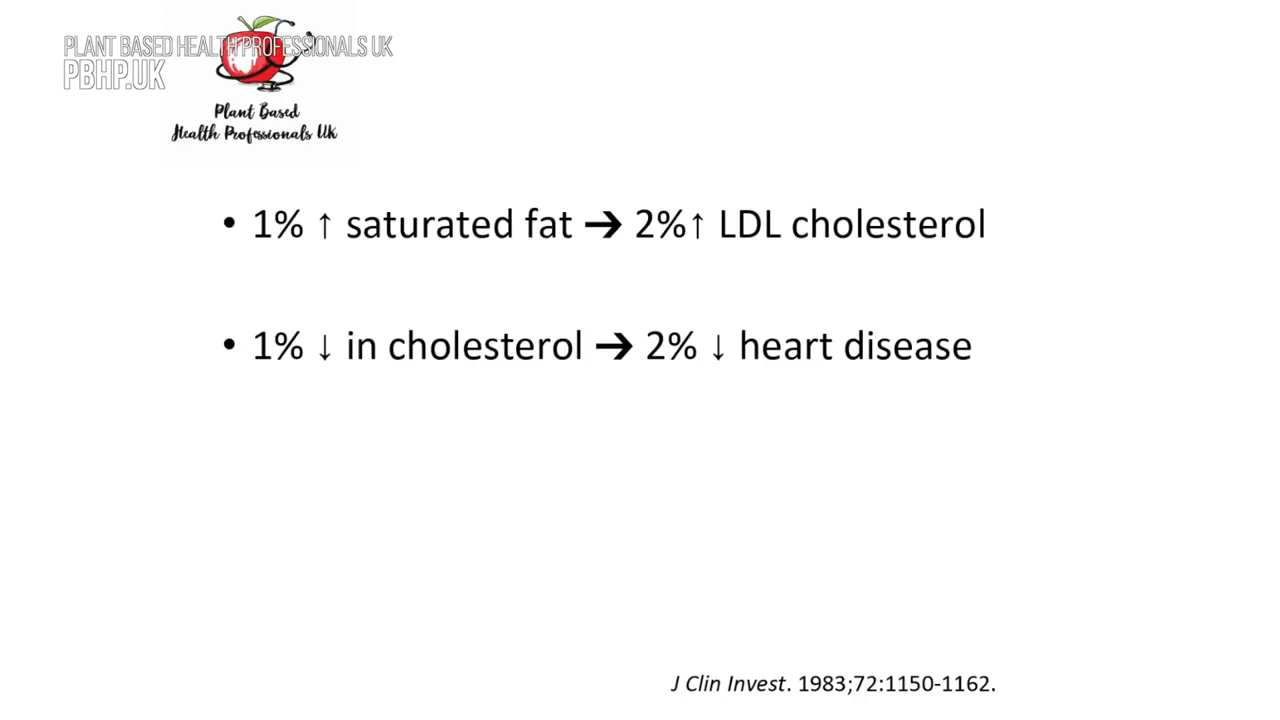 PLANT BASED HEALTH PROFESSIONALS UK
PBHP.UK
Plant Based
Health Professionals UK
• 1% ↑ saturated fat ➔ 2%↑ LDL cholesterol
• 1% ↓ in cholesterol ➔ 2% ↓ heart disease
J Clin Invest. 1983;72:1150-1162.